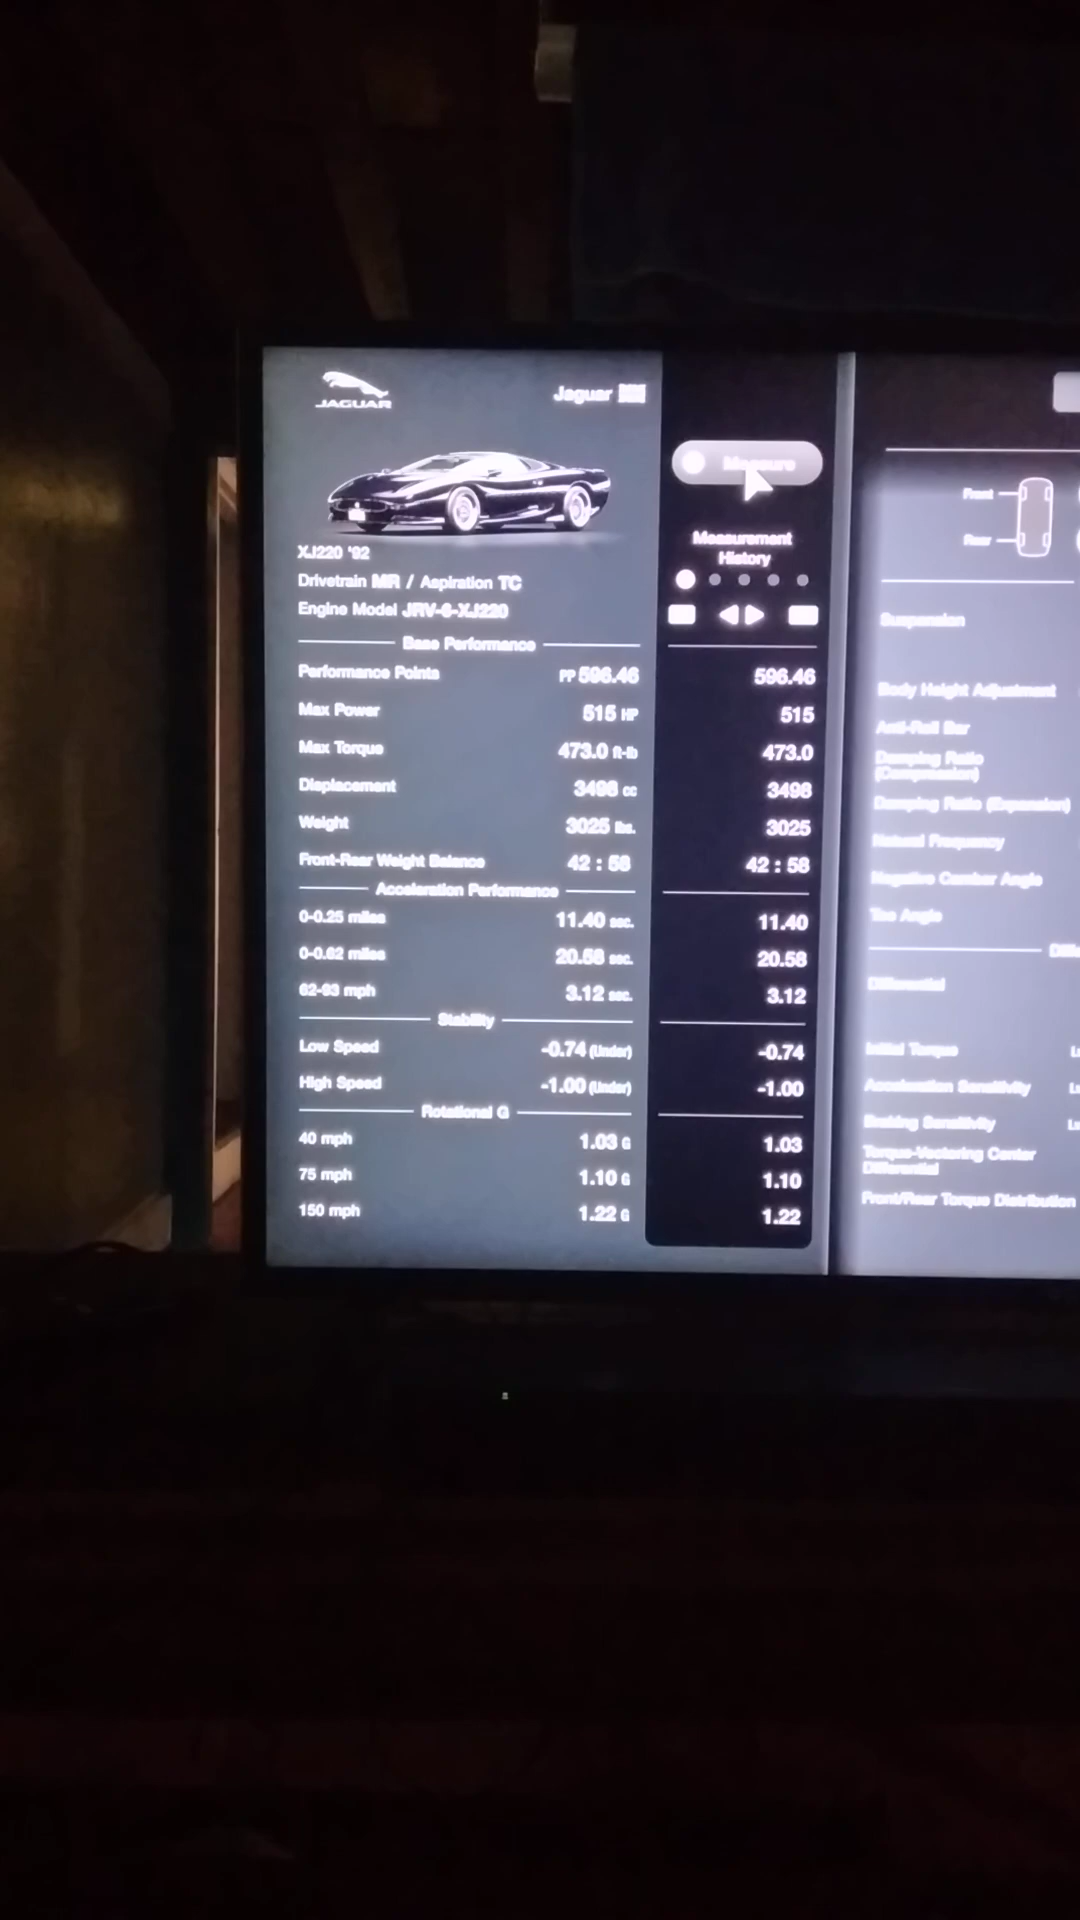 JAGUAR
Jaguar
XJ220 '92
Drivetrain MR / Aspiration TC
Engine Model JRV-6-XJ220
Base Performance
Performance Points PP 596.46
Max Power 515 HP
Max Torque 473.0 ft-lb
Displacement 3498 cc
Weight 3025 lbs.
Front-Rear Weight Balance 42 : 58
Acceleration Performance
0-0.25 miles 11.40 sec.
0-0.62 miles 20.58 sec.
62-93 mph 3.12 sec.
Stability
Low Speed -0.74 (Under)
High Speed -1.00 (Under)
Rotational G
40 mph 1.03 G
75 mph 1.10 G
150 mph 1.22 G
Measure
Measurement
History
596.46
515
473.0
3498
3025
42 : 58
11.40
20.58
3.12
-0.74
-1.00
1.03
1.10
1.22
Front
Rear
Suspension
Body Height Adjustment
Anti-Roll Bar
Damping Ratio
(Compression)
Damping Ratio (Expansion)
Natural Frequency
Negative Camber Angle
Toe Angle
Differential
Initial Torque
Acceleration Sensitivity
Braking Sensitivity
Torque-Vectoring Center
Differential
Front/Rear Torque Distribution